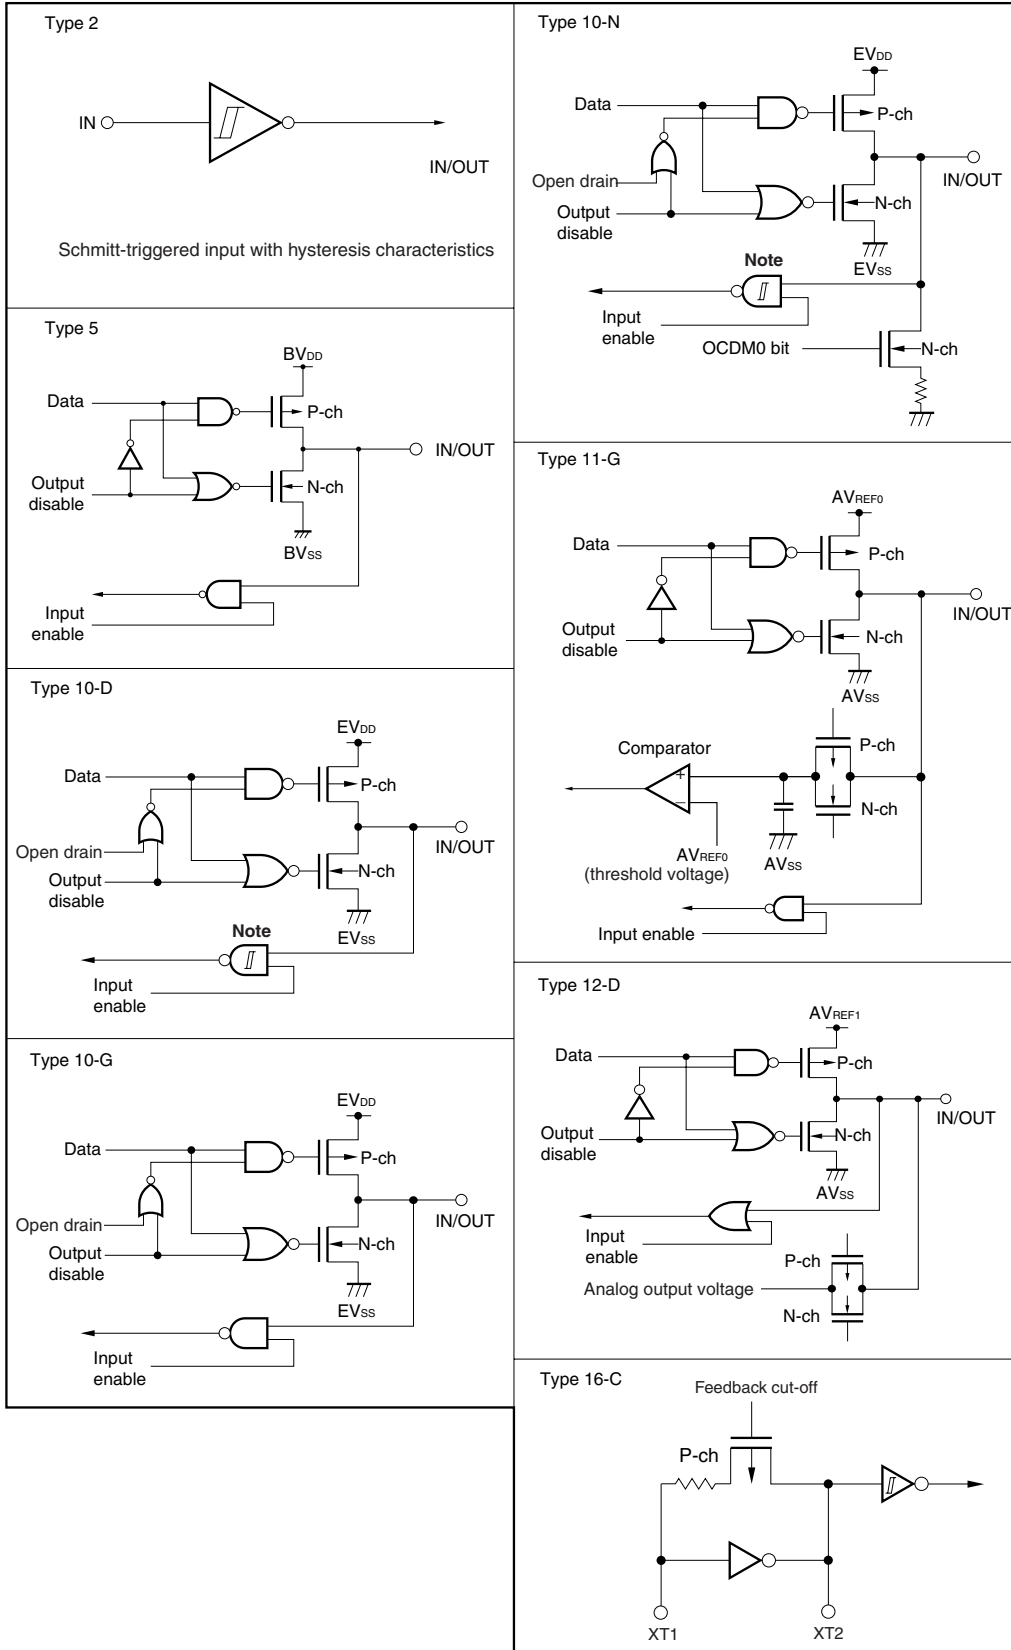 Type 2
IN
IN/OUT
Schmitt-triggered input with hysteresis characteristics
Type 5
BVDD
Data
P-ch
IN/OUT
Output
disable
N-ch
BVSS
Input
enable
Type 10-D
EVDD
Data
P-ch
IN/OUT
Open drain
Output
disable
N-ch
EVSS
Note
Input
enable
Type 10-G
EVDD
Data
P-ch
IN/OUT
Open drain
Output
disable
N-ch
EVSS
Input
enable
Type 10-N
EVDD
Data
P-ch
IN/OUT
Open drain
Output
disable
N-ch
EVSS
Note
Input
enable
OCDM0 bit
N-ch
Type 11-G
AVREF0
Data
P-ch
IN/OUT
Output
disable
N-ch
AVSS
P-ch
Comparator
+
–
N-ch
AVREF0
(threshold voltage)
AVSS
Input enable
Type 12-D
AVREF1
Data
P-ch
IN/OUT
Output
disable
N-ch
AVSS
Input
enable
P-ch
Analog output voltage
N-ch
Type 16-C
Feedback cut-off
P-ch
XT1
XT2